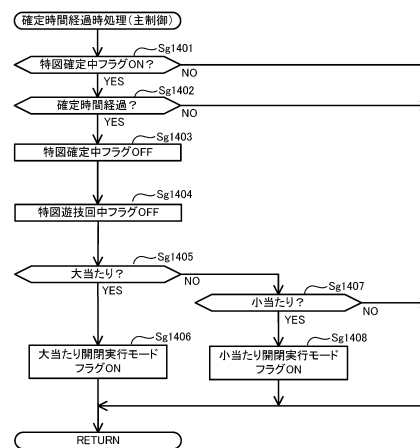 確定時間経過時処理（主制御）
Sg1401
特図確定中フラグON？
NO
YES
Sg1402
確定時間経過？
NO
YES
Sg1403
特図確定中フラグOFF
Sg1404
特図遊技回中フラグOFF
Sg1405
大当たり？
NO
YES
Sg1407
小当たり？
NO
YES
Sg1406
大当たり開閉実行モード
フラグON
Sg1408
小当たり開閉実行モード
フラグON
RETURN